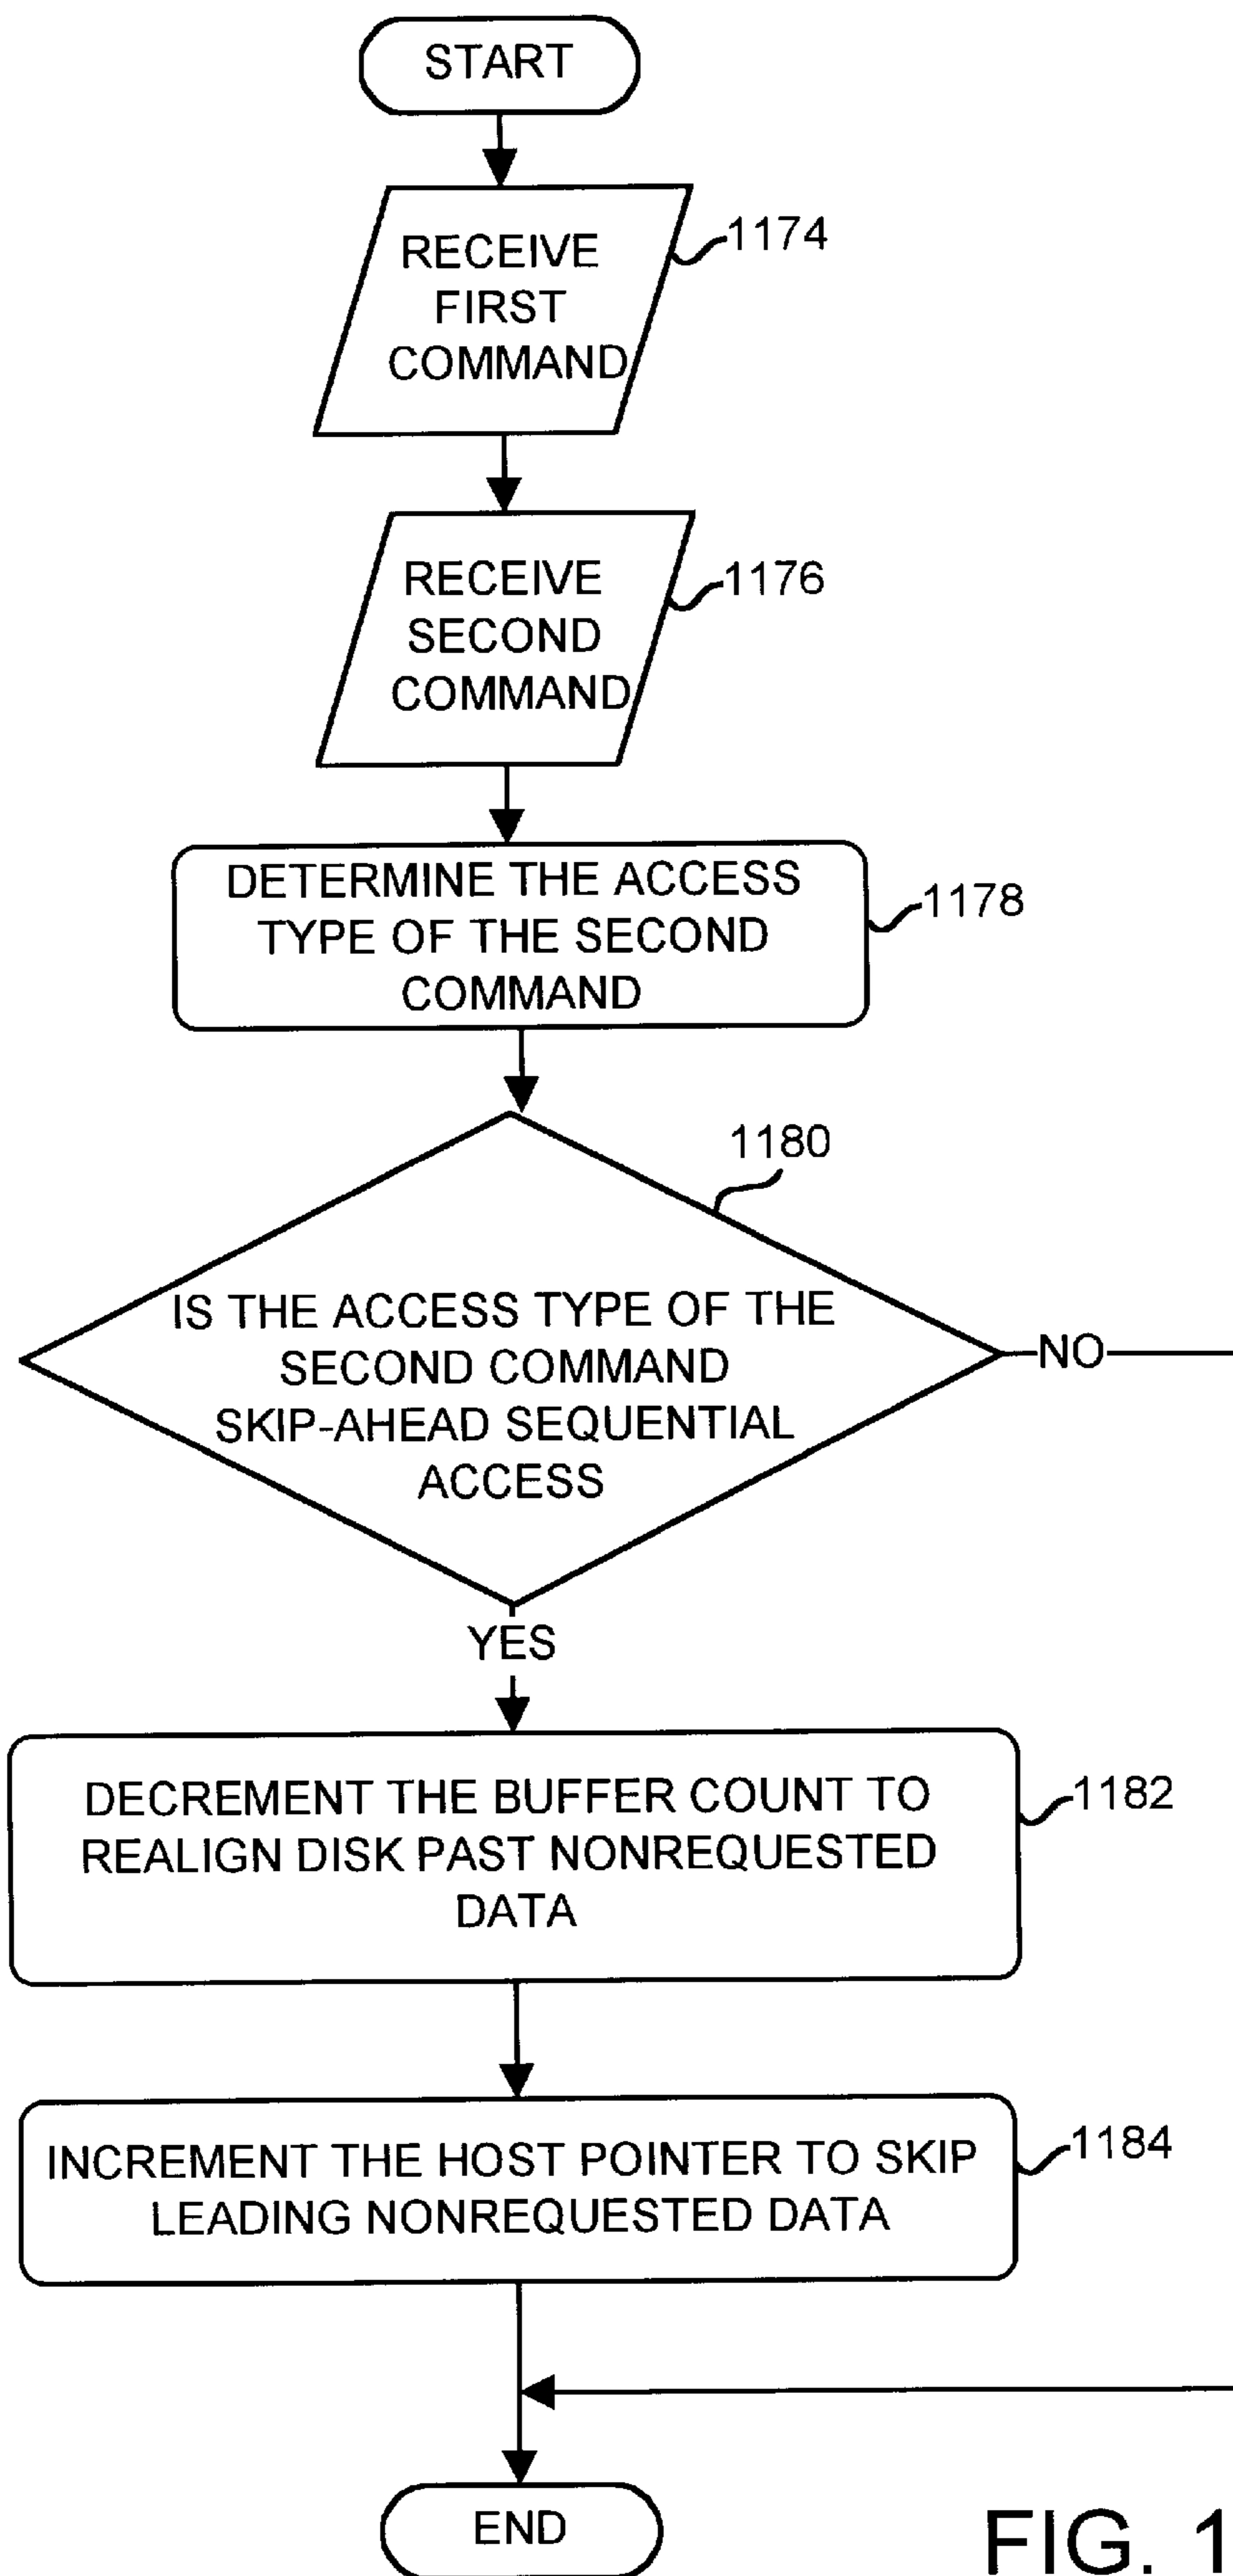 START
RECEIVE
FIRST
COMMAND
1174
RECEIVE
SECOND
COMMAND
1176
DETERMINE THE ACCESS
TYPE OF THE SECOND
COMMAND
1178
1180
IS THE ACCESS TYPE OF THE
SECOND COMMAND
SKIP-AHEAD SEQUENTIAL
ACCESS
NO
YES
DECREMENT THE BUFFER COUNT TO
REALIGN DISK PAST NONREQUESTED
DATA
1182
INCREMENT THE HOST POINTER TO SKIP
LEADING NONREQUESTED DATA
1184
END
FIG. 1